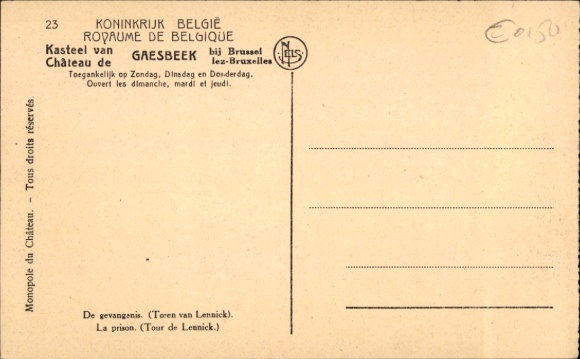 23 KONINKRIJK BELGIË
ROYAUME DE BELGIQUE
Kasteel van GAESBEEK bij Brussel
Château de lez-Bruxelles
NELS
Toegankelijk op Zondag, Dinsdag en Donderdag.
Ouvert les dimanche, mardi et jeudi.
Monopole du Château. - Tous droits réservés.
De gevangenis. (Toren van Lennick).
La prison. (Tour de Lennick.)